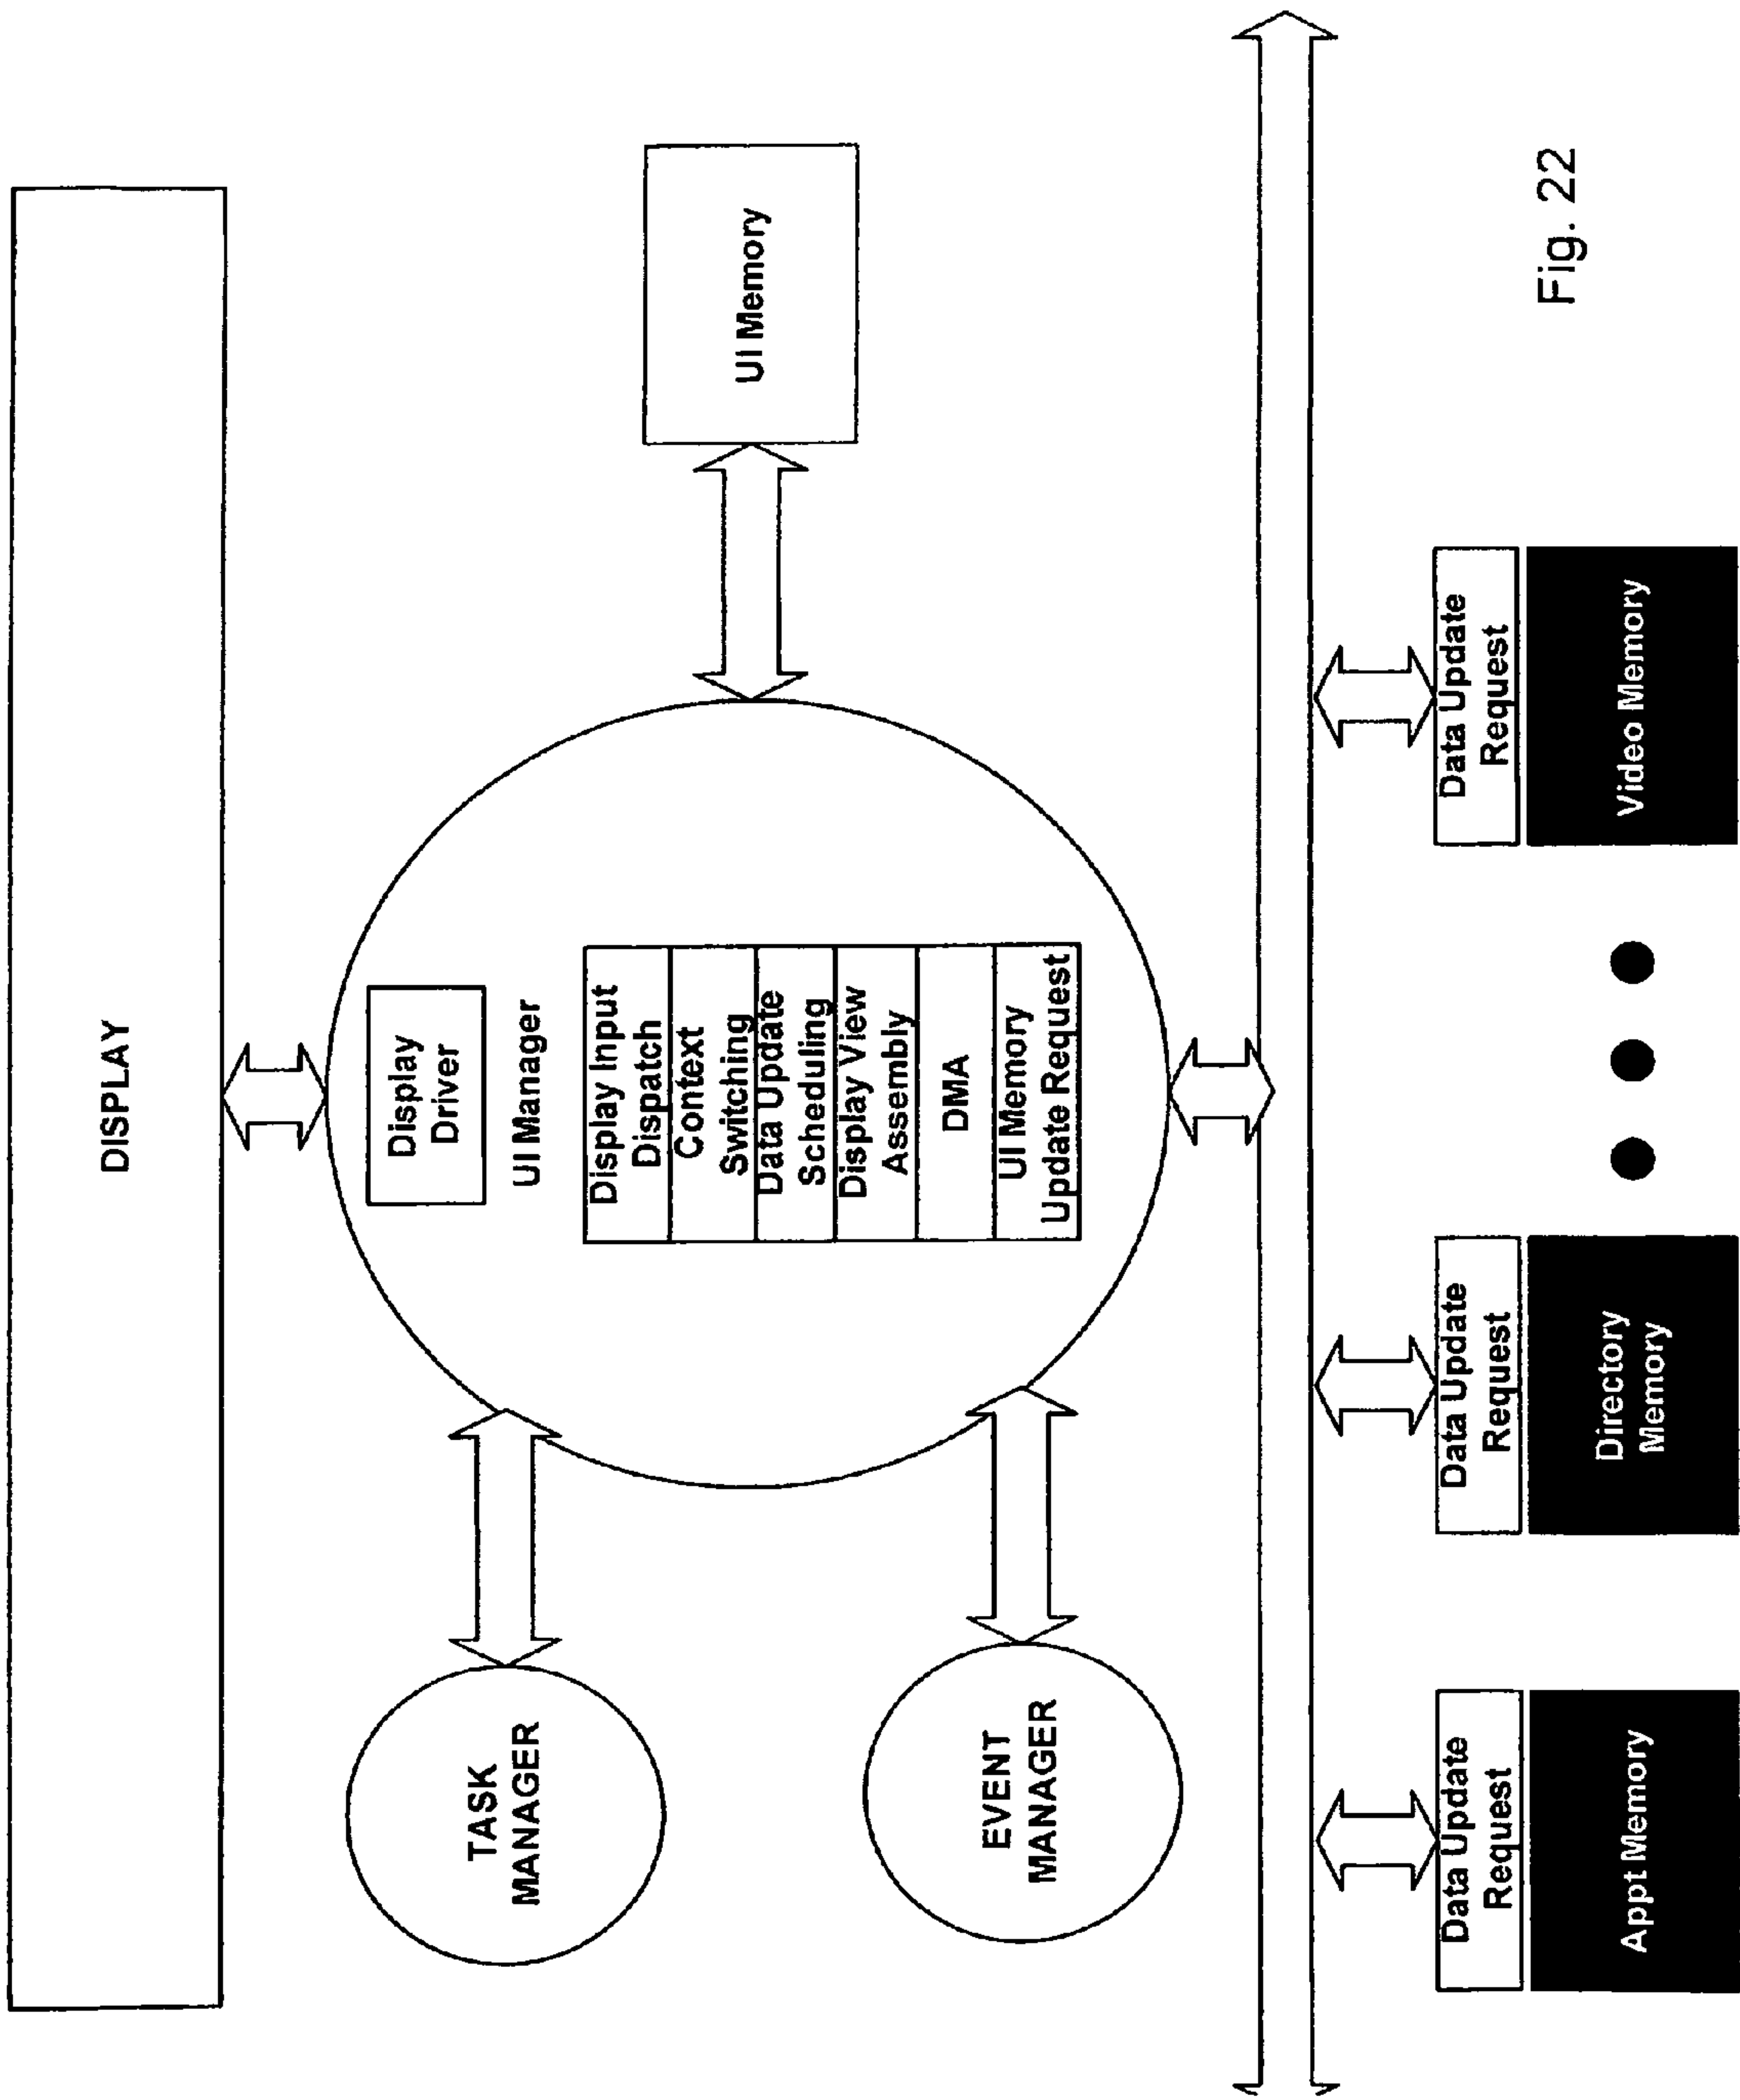 DISPLAY
Display
Driver
UI Manager
TASK
MANAGER
Display Input
Dispatch
Context
Switching
Data Update
Scheduling
Display View
Assembly
DMA
UI Memory
Update Request
UI Memory
EVENT
MANAGER
Data Update
Request
Appt Memory
Data Update
Request
Directory
Memory
Data Update
Request
Video Memory
Fig. 22